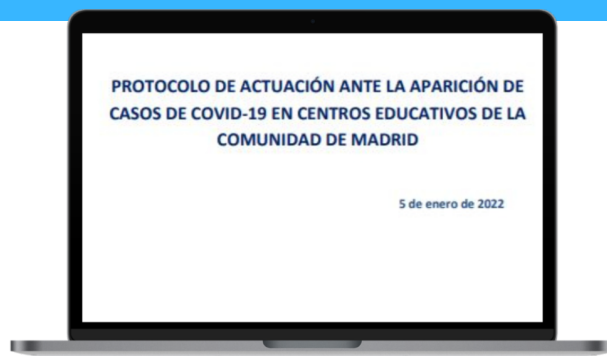 PROTOCOLO DE ACTUACIÓN ANTE LA APARICIÓN DE
CASOS DE COVID-19 EN CENTROS EDUCATIVOS DE LA
COMUNIDAD DE MADRID
5 de enero de 2022